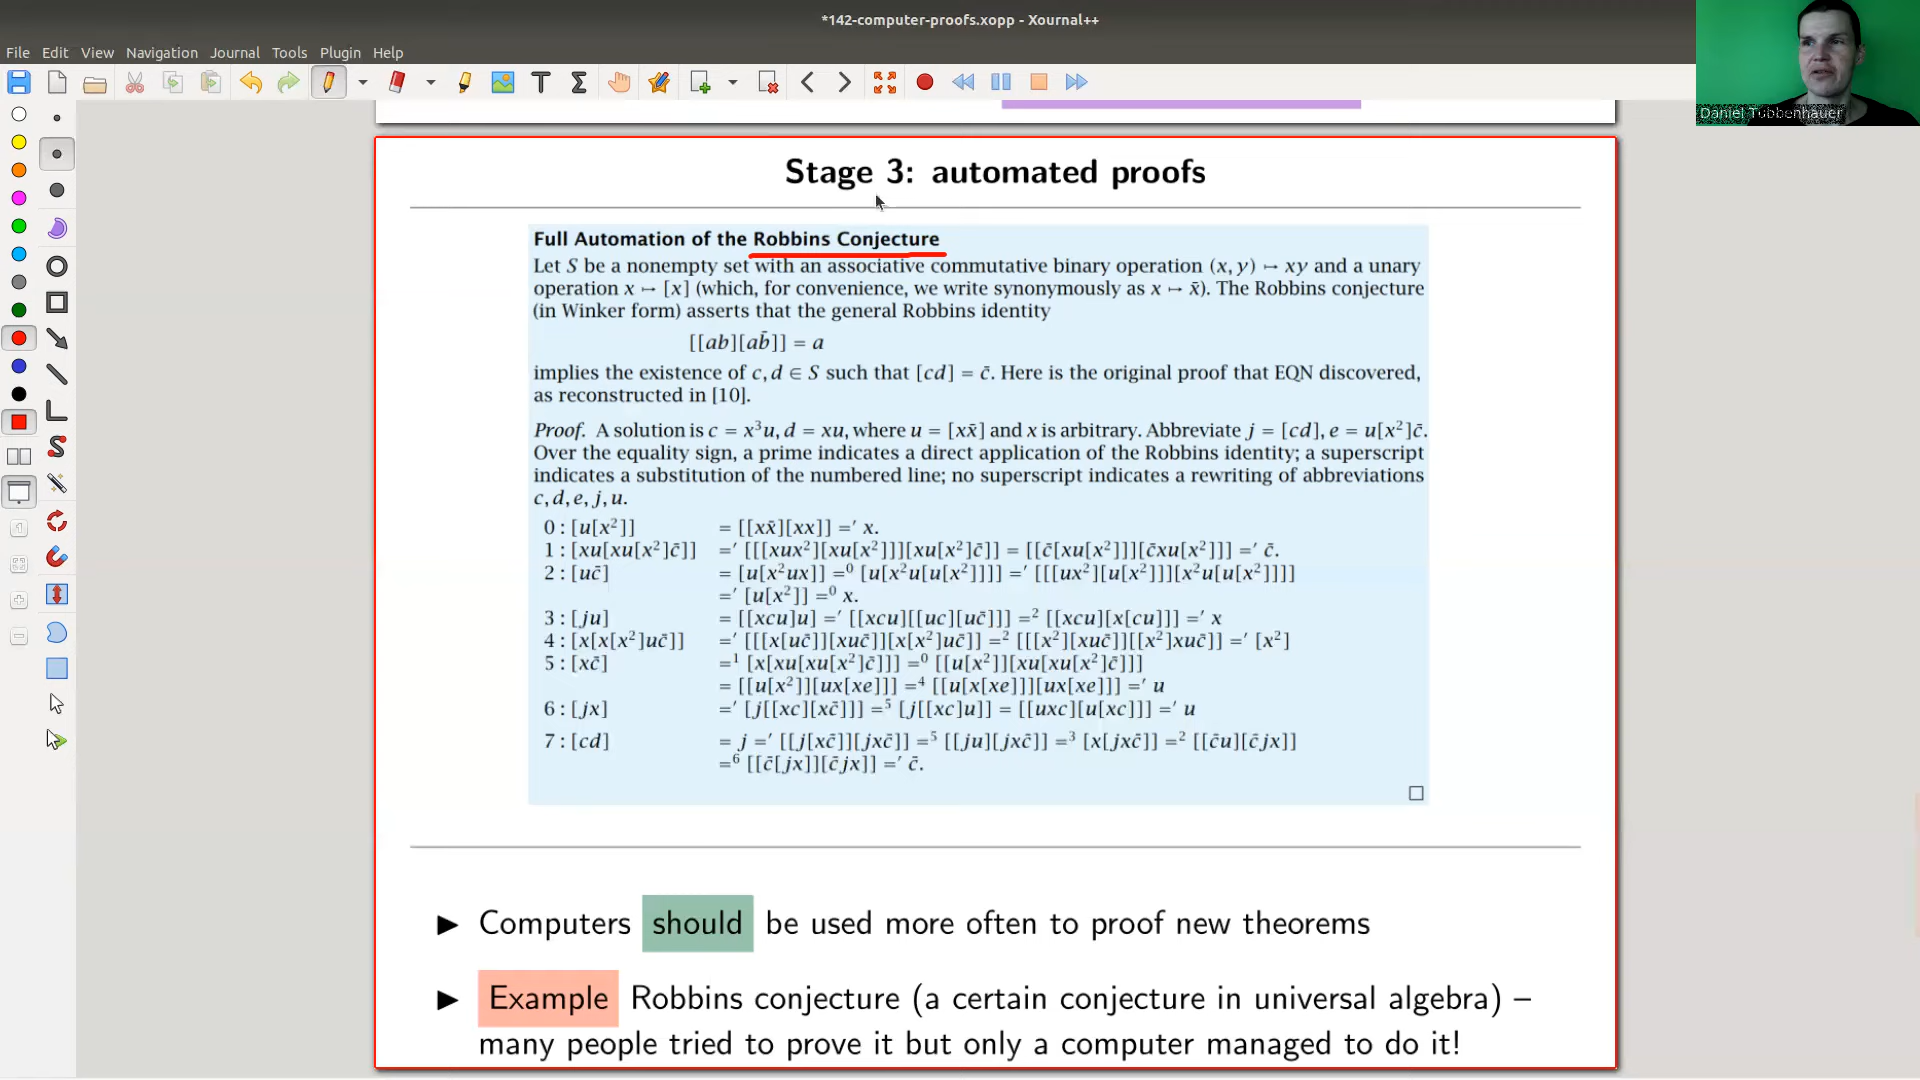 *142-computer-proofs.xopp - Xournal++
File Edit View Navigation Journal Tools Plugin Help
Daniel Tubbenhauer
Stage 3: automated proofs
Full Automation of the Robbins Conjecture
Let S be a nonempty set with an associative commutative binary operation (x, y) ↦ xy and a unary
operation x ↦ [x] (which, for convenience, we write synonymously as x ↦ x̄). The Robbins conjecture
(in Winker form) asserts that the general Robbins identity
[[ab][ab̄]] = a
implies the existence of c, d ∈ S such that [cd] = c̄. Here is the original proof that EQN discovered,
as reconstructed in [10].
Proof. A solution is c = x³u, d = xu, where u = [xx̄] and x is arbitrary. Abbreviate j = [cd], e = u[x²]c̄.
Over the equality sign, a prime indicates a direct application of the Robbins identity; a superscript
indicates a substitution of the numbered line; no superscript indicates a rewriting of abbreviations
c, d, e, j, u.
0 : [u[x²]] = [[xx̄][xx]] =′ x.
1 : [xu[xu[x²]c̄]] =′ [[[xux²][xu[x²]]][xu[x²]c̄]] = [[c̄[xu[x²]]][c̄xu[x²]]] =′ c̄.
2 : [uc̄] = [u[x²ux]] =⁰ [u[x²u[u[x²]]]] =′ [[[ux²][u[x²]]][x²u[u[x²]]]]
=′ [u[x²]] =⁰ x.
3 : [ju] = [[xcu]u] =′ [[xcu][[uc][uc̄]]] =² [[xcu][x[cu]]] =′ x
4 : [x[x[x²]uc̄]] =′ [[[x[uc̄]][xuc̄]][x[x²]uc̄]] =² [[[x²][xuc̄]][[x²]xuc̄]] =′ [x²]
5 : [xc̄] =¹ [x[xu[xu[x²]c̄]]] =⁰ [[u[x²]][xu[xu[x²]c̄]]]
= [[u[x²]][ux[xe]]] =⁴ [[u[x[xe]]][ux[xe]]] =′ u
6 : [jx] =′ [j[[xc][xc̄]]] =⁵ [j[[xc]u]] = [[uxc][u[xc]]] =′ u
7 : [cd] = j =′ [[j[xc̄]][jxc̄]] =⁵ [[ju][jxc̄]] =³ [x[jxc̄]] =² [[c̄u][c̄jx]]
=⁶ [[c̄[jx]][c̄jx]] =′ c̄.
▶ Computers should be used more often to proof new theorems
▶ Example Robbins conjecture (a certain conjecture in universal algebra) –
many people tried to prove it but only a computer managed to do it!